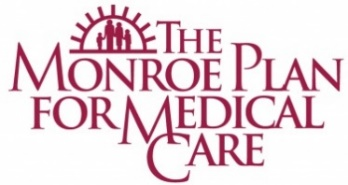 THE
MONROE PLAN
FOR MEDICAL
CARE